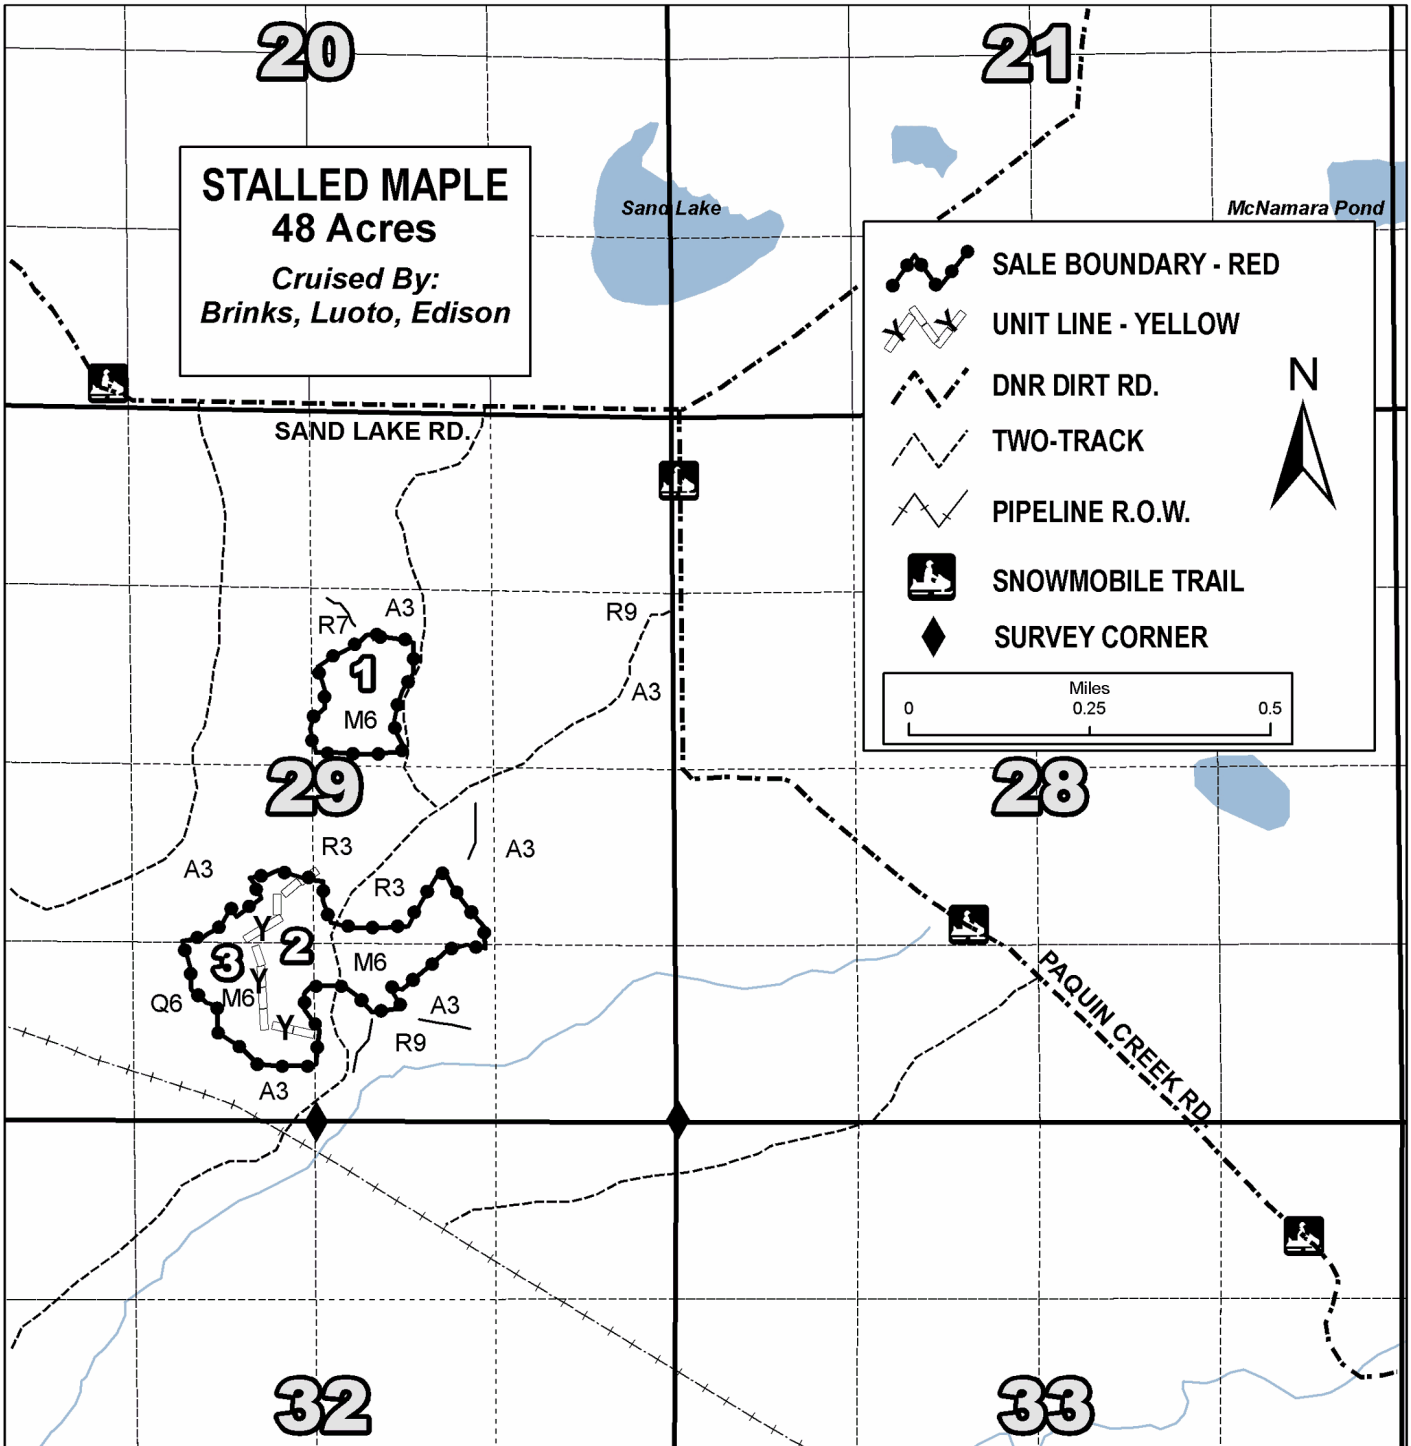 20
21
STALLED MAPLE
48 Acres
Cruised By:
Brinks, Luoto, Edison
Sand Lake
McNamara Pond
SALE BOUNDARY - RED
Y Y
UNIT LINE - YELLOW
DNR DIRT RD.
TWO-TRACK
PIPELINE R.O.W.
SNOWMOBILE TRAIL
SURVEY CORNER
N
Miles
0 0.25 0.5
SAND LAKE RD.
R7
A3
R9
1
M6
A3
29
28
R3
A3
A3
R3
Y
3
2
M6
Y
Q6
M6
Y
A3
R9
A3
PAQUIN CREEK RD.
32
33